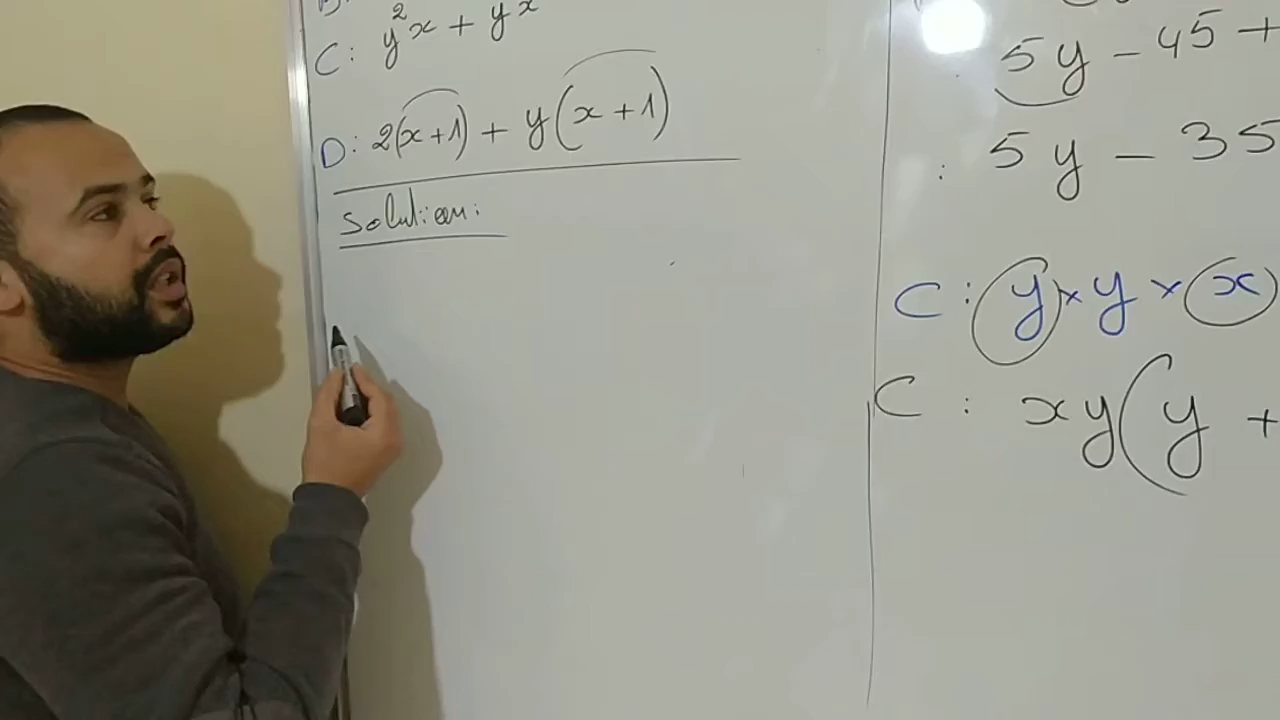 C: y²x + yx
D: 2(x+1) + y(x+1)
Solution:
5y - 45 +
: 5y - 35
C: y × y × x
C: xy(y +